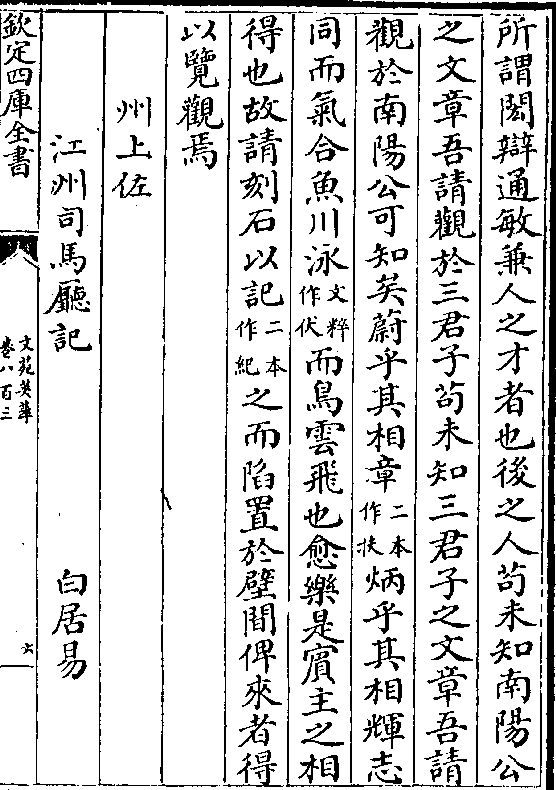 所謂閎辯通敏兼人之才者也後之人茍未知南陽公
之文章吾請觀於三君子茍未知三君子之文章吾請
觀於南陽公可知矣蔚乎其相章二本作扶炳乎其相輝志
同而氣合魚川泳文粹作伏而鳥雲飛也愈樂是賓主之相
得也故請刻石以記二本作紀之而陷置於壁間俾來者得
以覽觀焉
州上佐
江州司馬廳記 白居易
欽定四庫全書
文苑英華
卷八百三
六